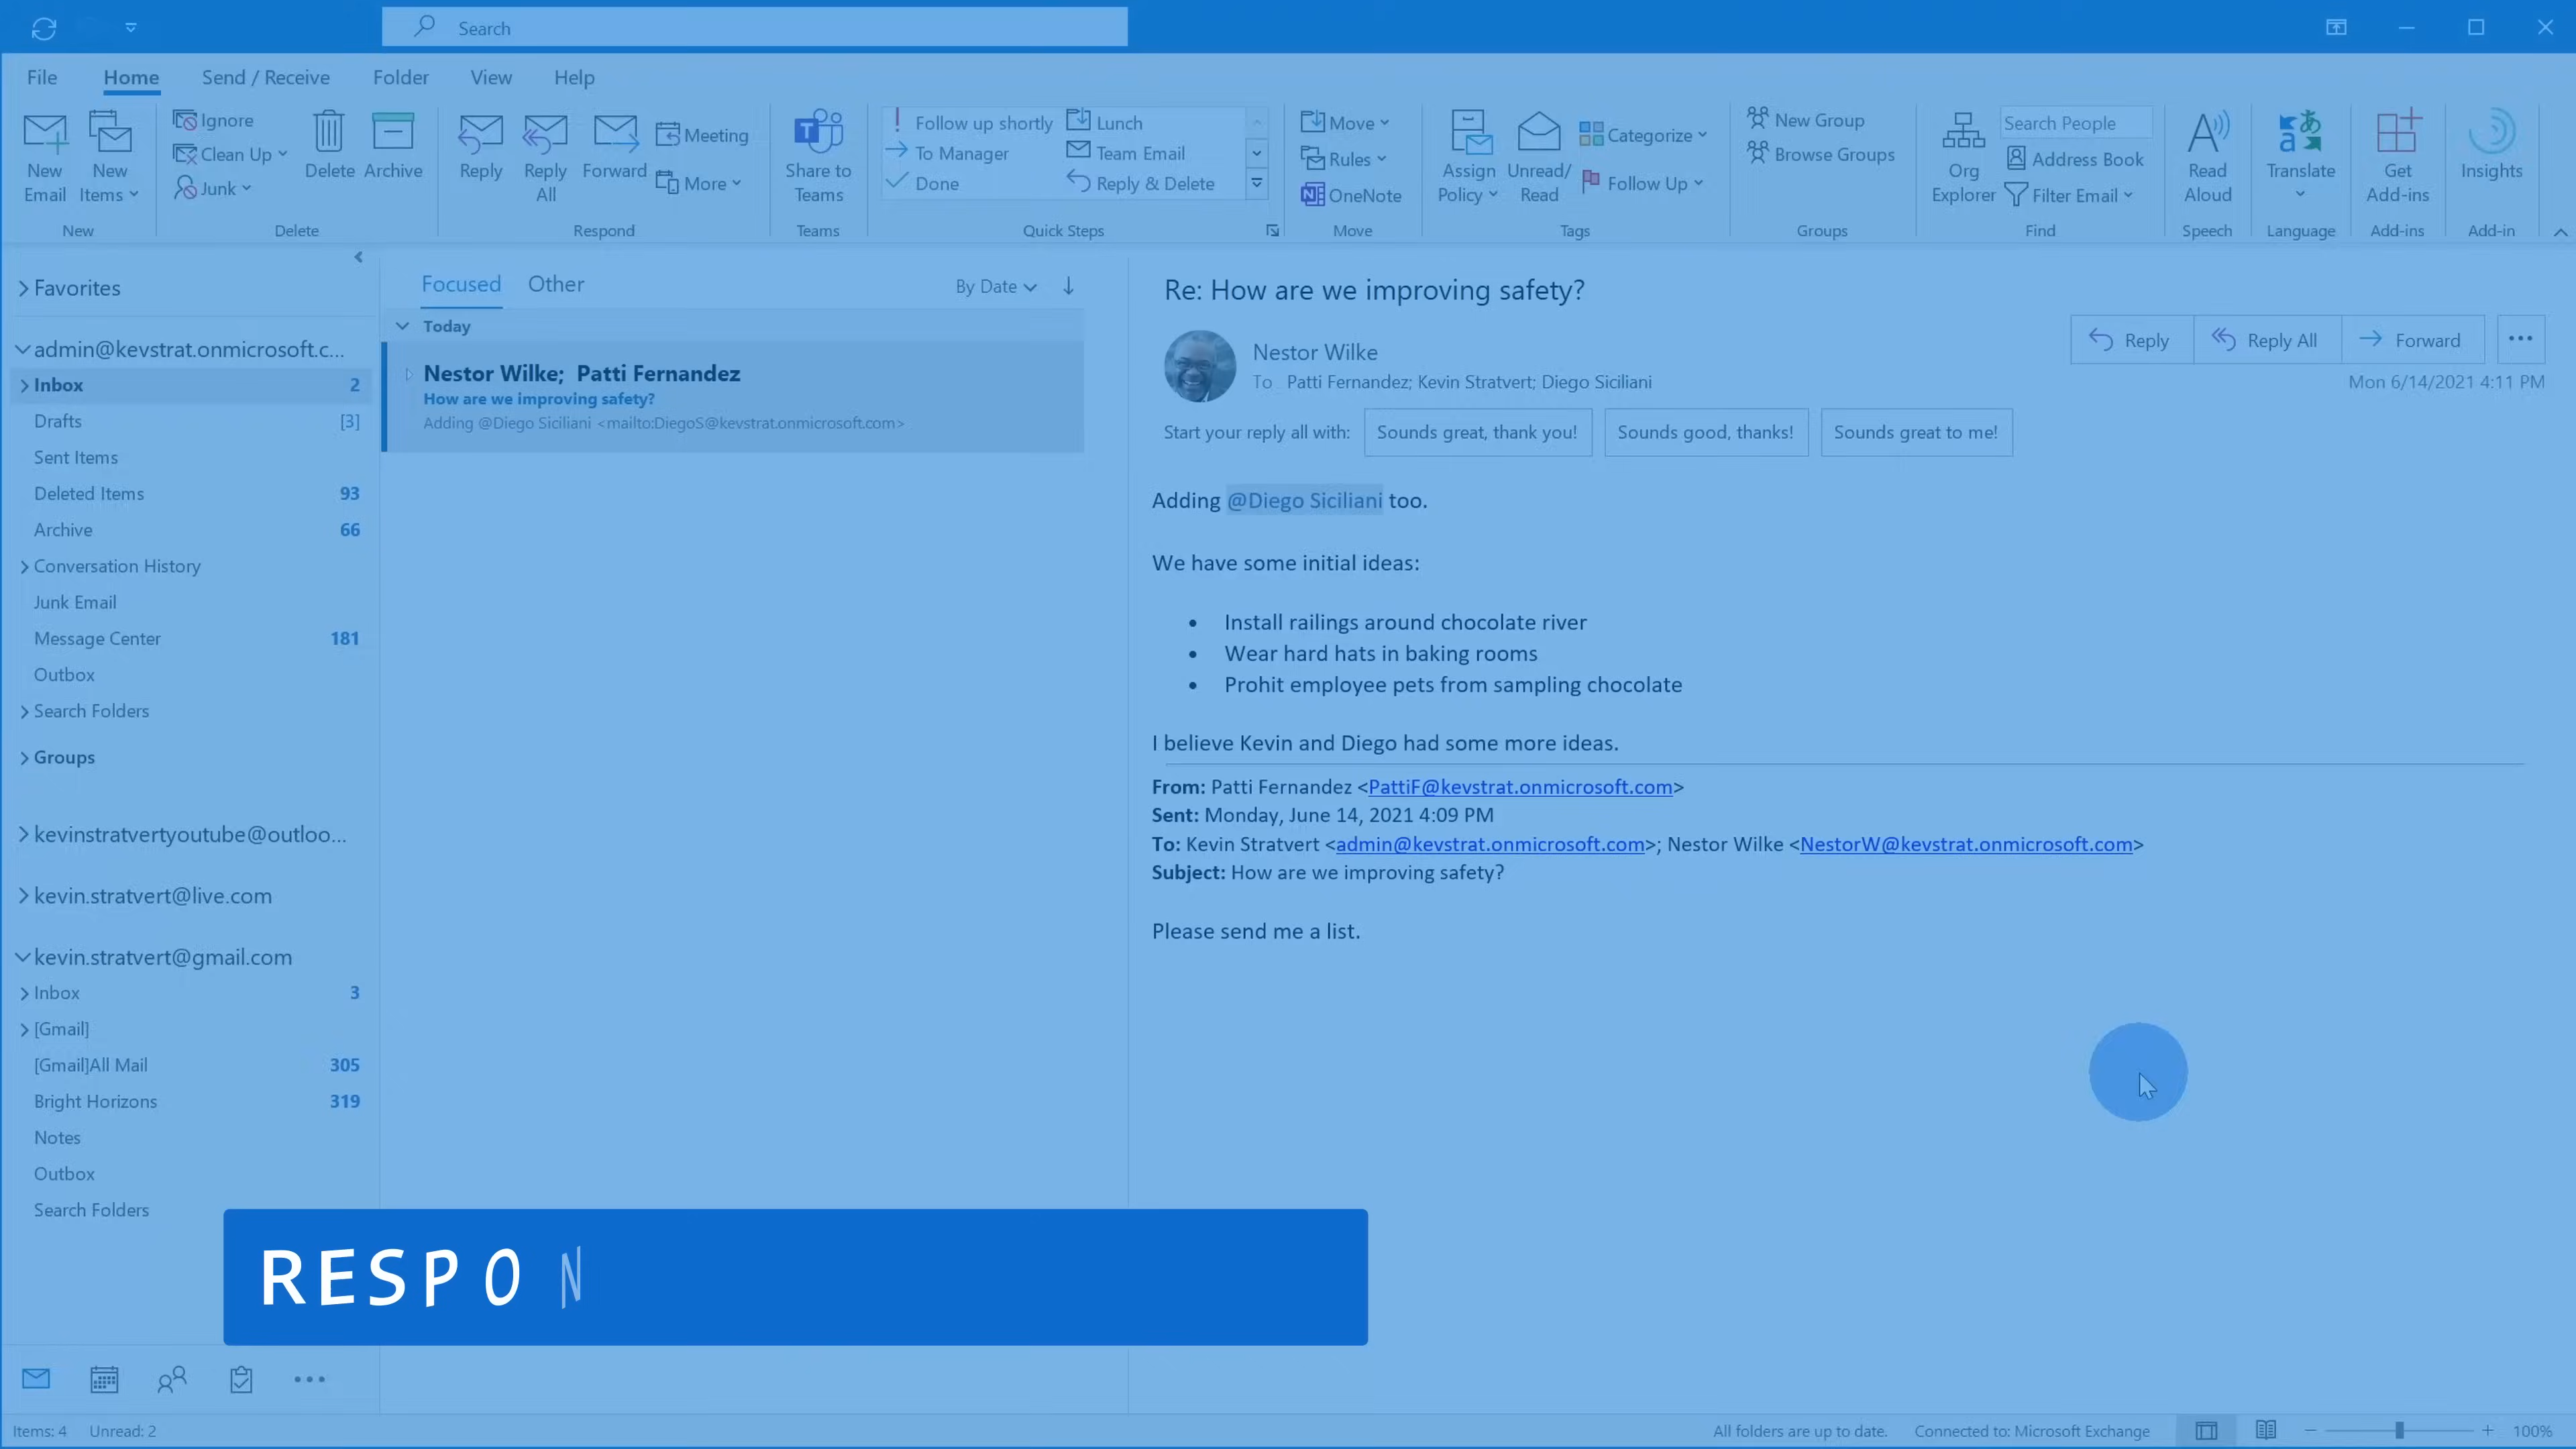 Search
File Home Send / Receive Folder View Help
New Email
New Items
New
Ignore
Clean Up
Junk
Delete
Archive
Delete
Reply
Reply All
Forward
Meeting
More
Respond
Share to Teams
Teams
Follow up shortly
To Manager
Done
Lunch
Team Email
Reply & Delete
Quick Steps
Move
Rules
OneNote
Move
Assign Policy
Unread/ Read
Categorize
Follow Up
Tags
New Group
Browse Groups
Groups
Org Explorer
Search People
Address Book
Filter Email
Find
Read Aloud
Speech
Translate
Language
Get Add-ins
Add-ins
Insights
Add-in
Favorites
admin@kevstrat.onmicrosoft.c...
Inbox 2
Drafts [3]
Sent Items
Deleted Items 93
Archive 66
Conversation History
Junk Email
Message Center 181
Outbox
Search Folders
Groups
kevinstratvertyoutube@outloo...
kevin.stratvert@live.com
kevin.stratvert@gmail.com
Inbox 3
[Gmail]
[Gmail]All Mail 305
Bright Horizons 319
Notes
Outbox
Search Folders
Focused Other By Date
Today
Nestor Wilke; Patti Fernandez
How are we improving safety?
Adding @Diego Siciliani <mailto:DiegoS@kevstrat.onmicrosoft.com>
Re: How are we improving safety?
Nestor Wilke
To Patti Fernandez; Kevin Stratvert; Diego Siciliani
Reply Reply All Forward
Mon 6/14/2021 4:11 PM
Start your reply all with: Sounds great, thank you! Sounds good, thanks! Sounds great to me!
Adding @Diego Siciliani too.
We have some initial ideas:
• Install railings around chocolate river
• Wear hard hats in baking rooms
• Prohit employee pets from sampling chocolate
I believe Kevin and Diego had some more ideas.
From: Patti Fernandez <PattiF@kevstrat.onmicrosoft.com>
Sent: Monday, June 14, 2021 4:09 PM
To: Kevin Stratvert <admin@kevstrat.onmicrosoft.com>; Nestor Wilke <NestorW@kevstrat.onmicrosoft.com>
Subject: How are we improving safety?
Please send me a list.
RESPON
Items: 4 Unread: 2
All folders are up to date. Connected to: Microsoft Exchange 100%